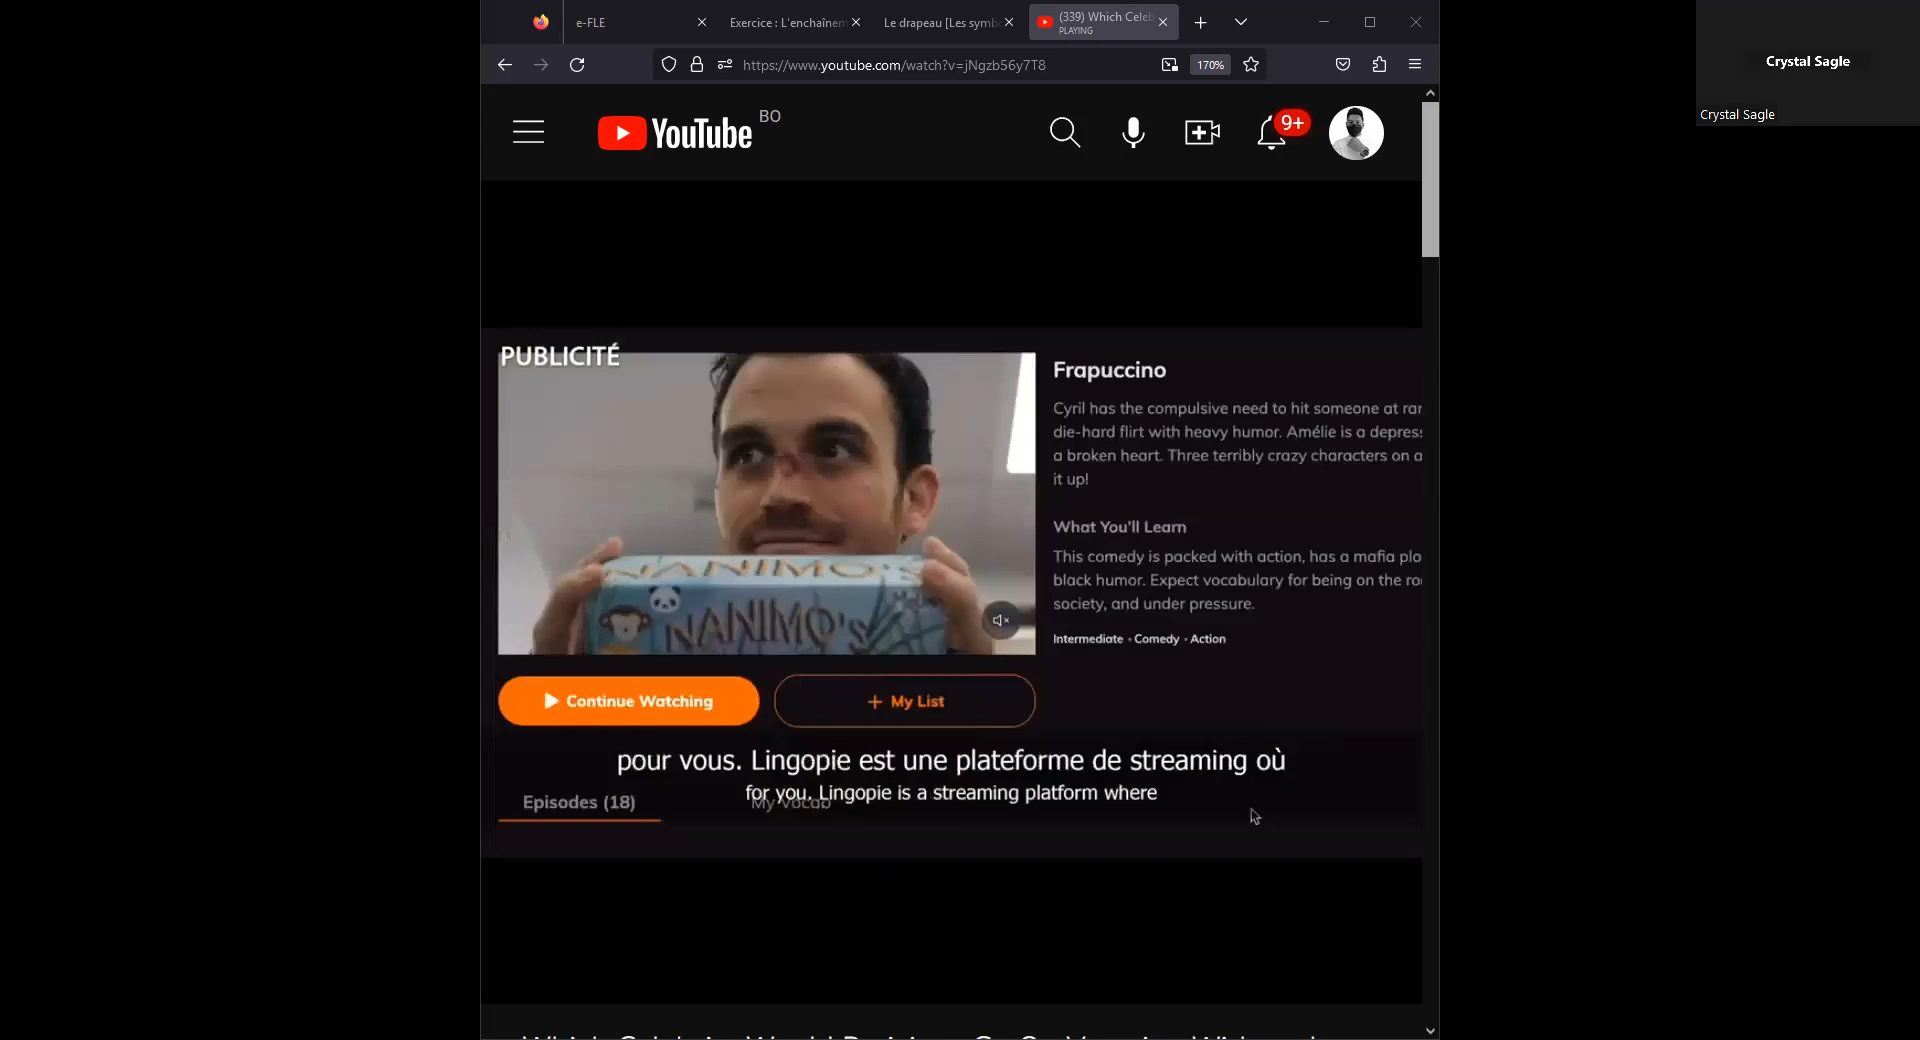 e-FLE
Exercice : L'enchaînem
Le drapeau [Les symb
(339) Which Celeb
PLAYING
https://www.youtube.com/watch?v=jNgzb56y7T8
170%
YouTube
BO
9+
Crystal Sagle
Crystal Sagle
PUBLICITÉ
NANIMO'S
NANIMO's
Frapuccino
Cyril has the compulsive need to hit someone at rar
die-hard flirt with heavy humor. Amélie is a depres
a broken heart. Three terribly crazy characters on a
it up!
What You'll Learn
This comedy is packed with action, has a mafia plo
black humor. Expect vocabulary for being on the ro
society, and under pressure.
Intermediate • Comedy • Action
Continue Watching
+ My List
pour vous. Lingopie est une plateforme de streaming où
for you. Lingopie is a streaming platform where
Episodes (18)
My Vocab